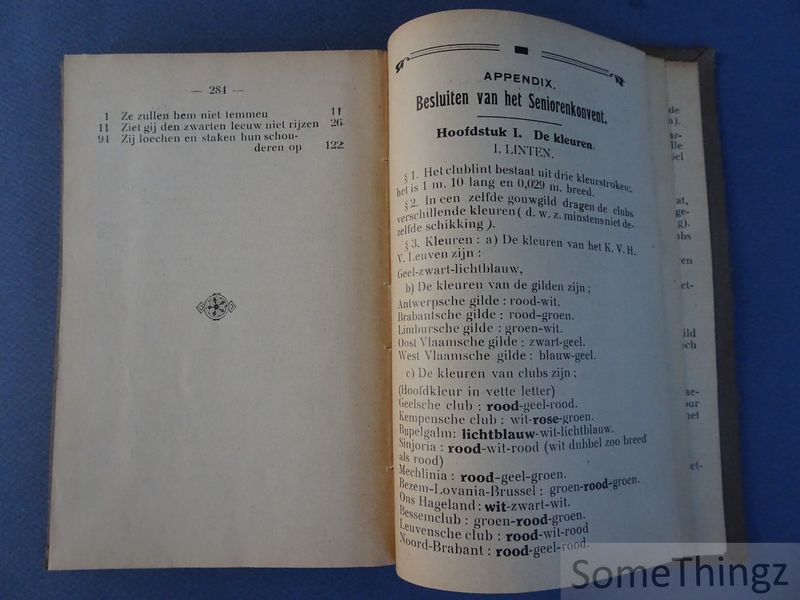 — 284 —
1 Ze zullen hem niet temmen 11
11 Ziet gij den zwarten leeuw niet rijzen 26
94 Zij loechen en staken hun schou-
deren op 122
APPENDIX.
Besluiten van het Seniorenkonvent.
Hoofdstuk I. De kleuren.
I. LINTEN.
§ 1. Het clublint bestaat uit drie kleurstroken;
het is 1 m. 10 lang en 0,029 m. breed.
§ 2. In een zelfde gouwgild dragen de clubs
verschillende kleuren ( d. w. z. minstens niet de-
zelfde schikking ).
§ 3. Kleuren : a) De kleuren van het K. V. H.
V. Leuven zijn :
Geel-zwart-lichtblauw,
b) De kleuren van de gilden zijn ;
Antwerpsche gilde : rood-wit.
Brabantsche gilde : rood-groen.
Limbursche gilde : groen-wit.
Oost Vlaamsche gilde : zwart-geel.
West Vlaamsche gilde : blauw-geel.
c) De kleuren van clubs zijn ;
(Hoofdkleur in vette letter)
Geelsche club : rood-geel-rood.
Kempensche club : wit-rose-groen.
Rupelgalm: lichtblauw-wit-lichtblauw.
Sinjoria : rood-wit-rood (wit dubbel zoo breed
als rood)
Mechlinia : rood-geel-groen.
Bezem-Lovania-Brussel : groen-rood-groen.
Ons Hageland : wit-zwart-wit.
Bessemclub : groen-rood-groen.
Leuvensche club : rood-wit-rood
Noord-Brabant : rood-geel-rood.
SomeThingz